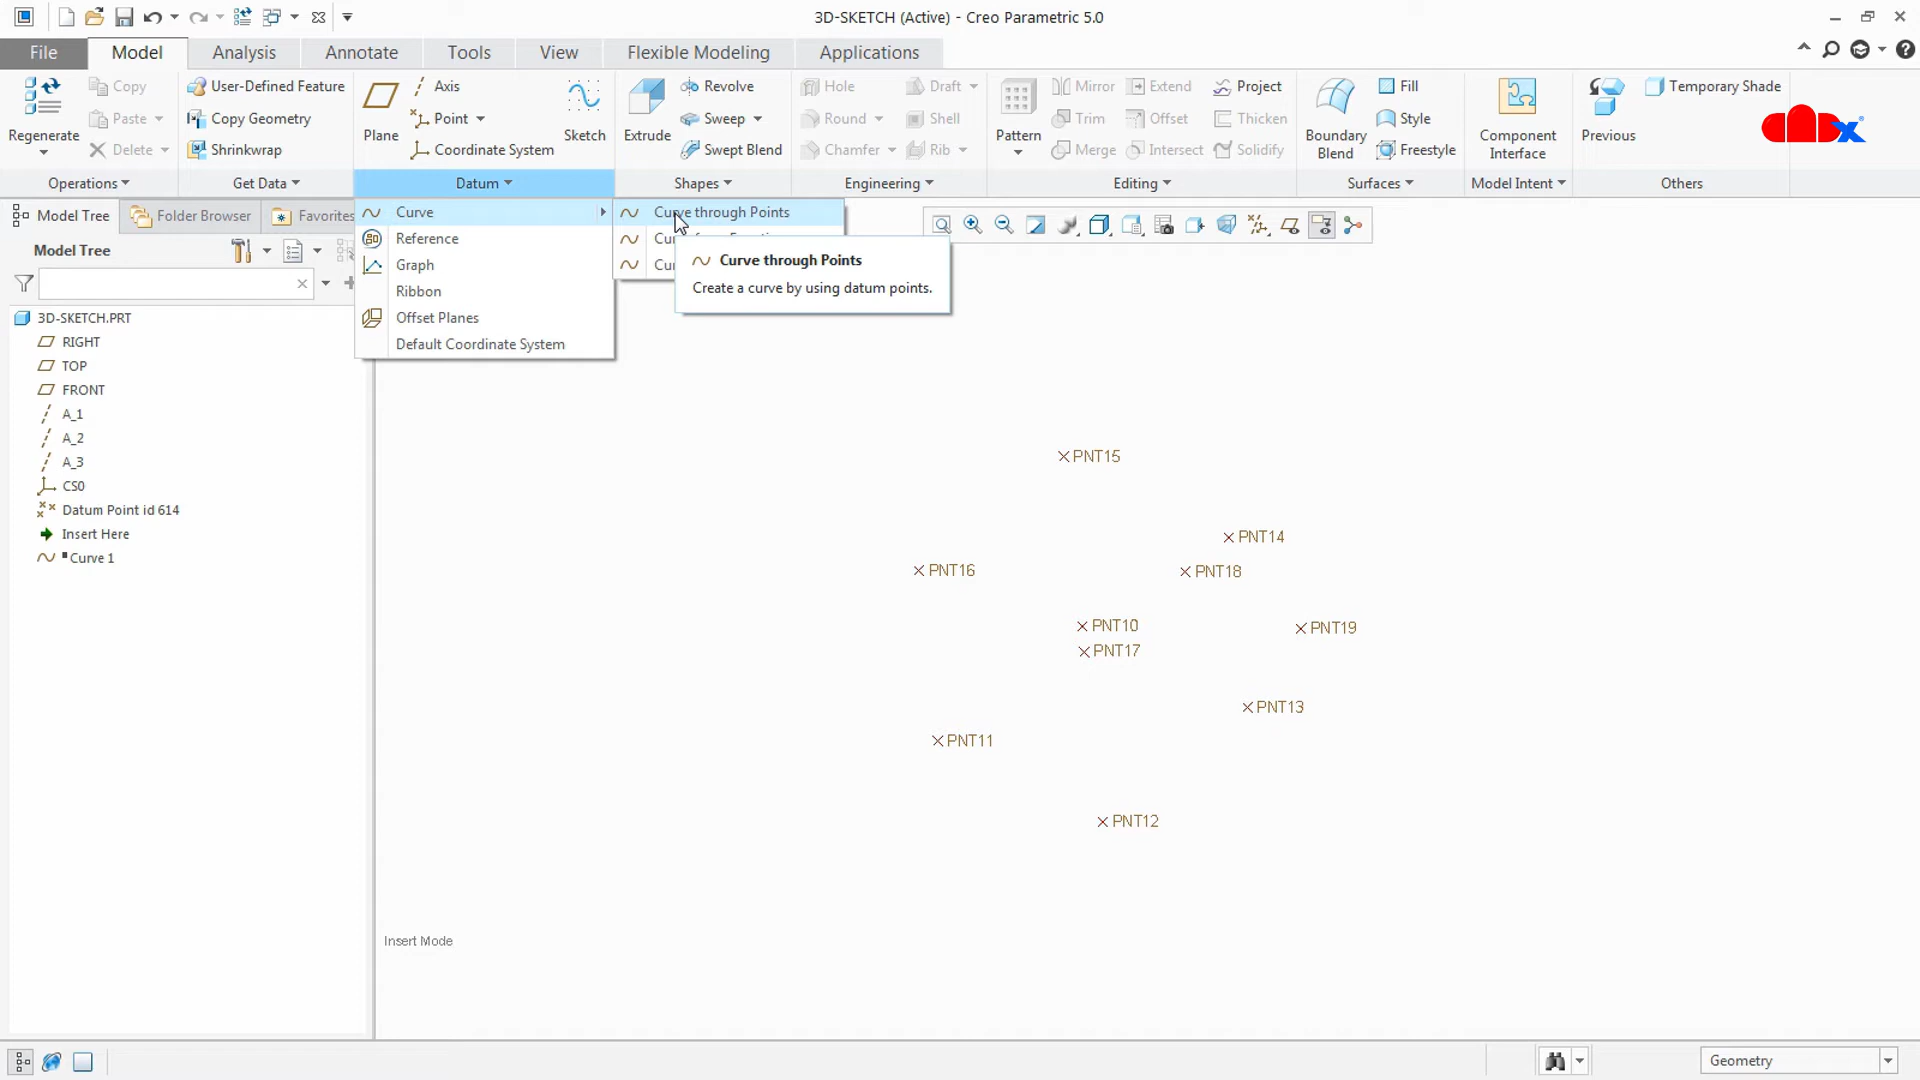 3D-SKETCH (Active) - Creo Parametric 5.0
File Model Analysis Annotate Tools View Flexible Modeling Applications
Regenerate
Copy
Paste
Delete
Operations
User-Defined Feature
Copy Geometry
Shrinkwrap
Get Data
Plane
Axis
Point
Coordinate System
Sketch
Datum
Extrude
Revolve
Sweep
Swept Blend
Shapes
Hole
Round
Chamfer
Draft
Shell
Rib
Engineering
Pattern
Mirror
Trim
Merge
Extend
Offset
Intersect
Project
Thicken
Solidify
Editing
Boundary
Blend
Fill
Style
Freestyle
Surfaces
Component
Interface
Model Intent
Previous
Temporary Shade
Others
Model Tree
Folder Browser
Favorites
Model Tree
3D-SKETCH.PRT
RIGHT
TOP
FRONT
A_1
A_2
A_3
CS0
Datum Point id 614
Insert Here
Curve 1
Curve
Reference
Graph
Ribbon
Offset Planes
Default Coordinate System
Curve through Points
Curve through Points
Create a curve by using datum points.
PNT15
PNT14
PNT16
PNT18
PNT10
PNT19
PNT17
PNT13
PNT11
PNT12
Insert Mode
Geometry